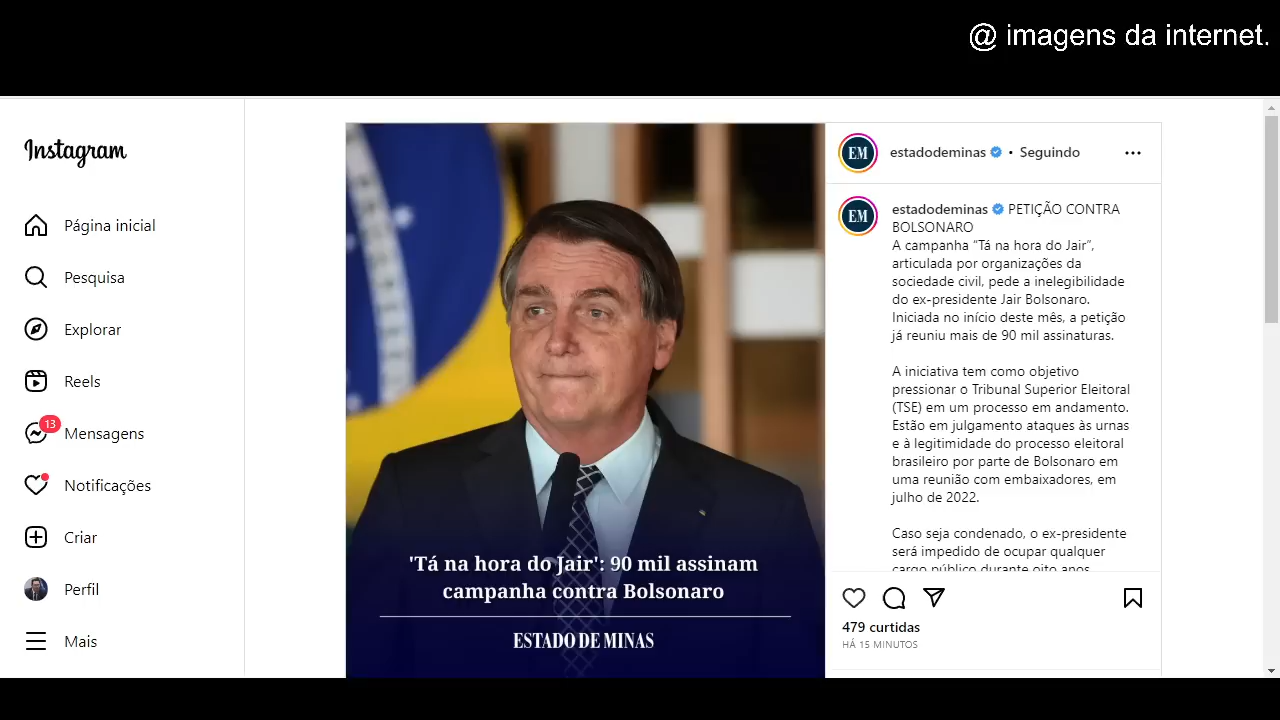 @ imagens da internet.
Instagram
Página inicial
Pesquisa
Explorar
Reels
13
Mensagens
Notificações
Criar
Perfil
Mais
'Tá na hora do Jair': 90 mil assinam
campanha contra Bolsonaro
ESTADO DE MINAS
EM
estadodeminas • Seguindo
EM
estadodeminas PETIÇÃO CONTRA
BOLSONARO
A campanha “Tá na hora do Jair”,
articulada por organizações da
sociedade civil, pede a inelegibilidade
do ex-presidente Jair Bolsonaro.
Iniciada no início deste mês, a petição
já reuniu mais de 90 mil assinaturas.
A iniciativa tem como objetivo
pressionar o Tribunal Superior Eleitoral
(TSE) em um processo em andamento.
Estão em julgamento ataques às urnas
e à legitimidade do processo eleitoral
brasileiro por parte de Bolsonaro em
uma reunião com embaixadores, em
julho de 2022.
Caso seja condenado, o ex-presidente
será impedido de ocupar qualquer
cargo público durante oito anos
479 curtidas
HÁ 15 MINUTOS